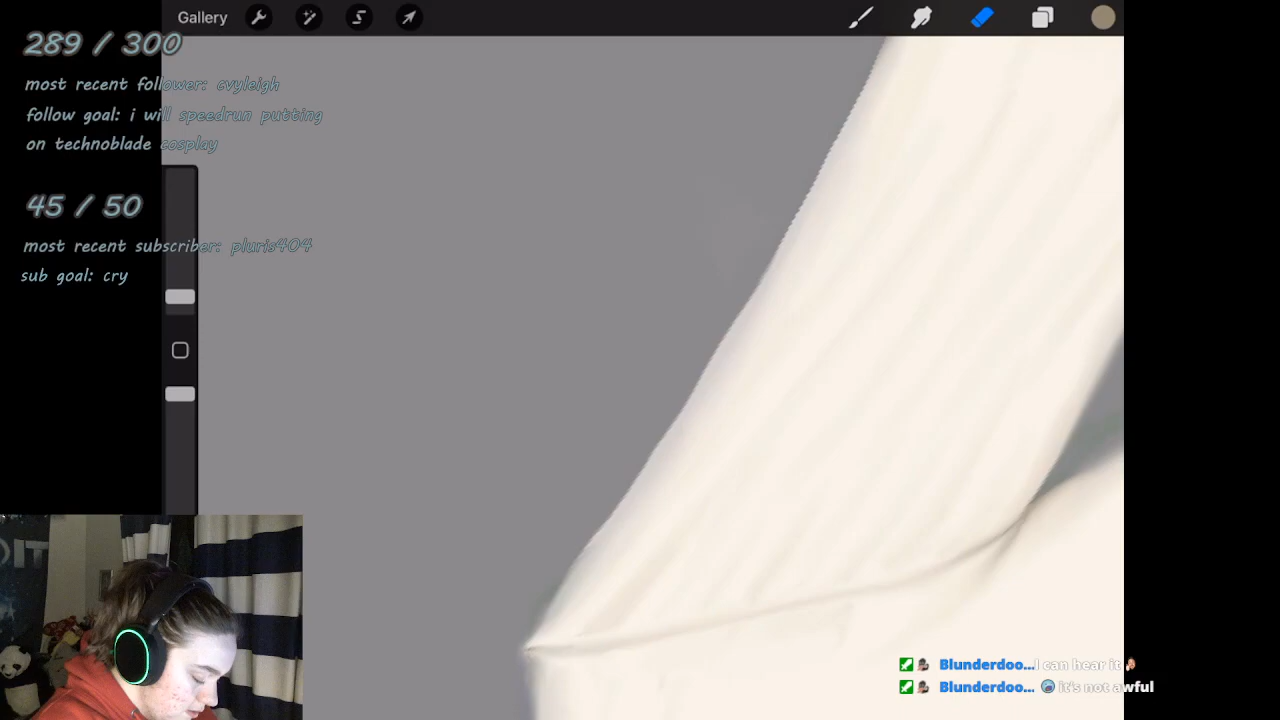 Gallery
289 / 300
most recent follower: cvyleigh
follow goal: i will speedrun putting
on technoblade cosplay
45 / 50
most recent subscriber: pluris404
sub goal: cry
IT
Blunderdoo... I can hear it
Blunderdoo... it's not awful